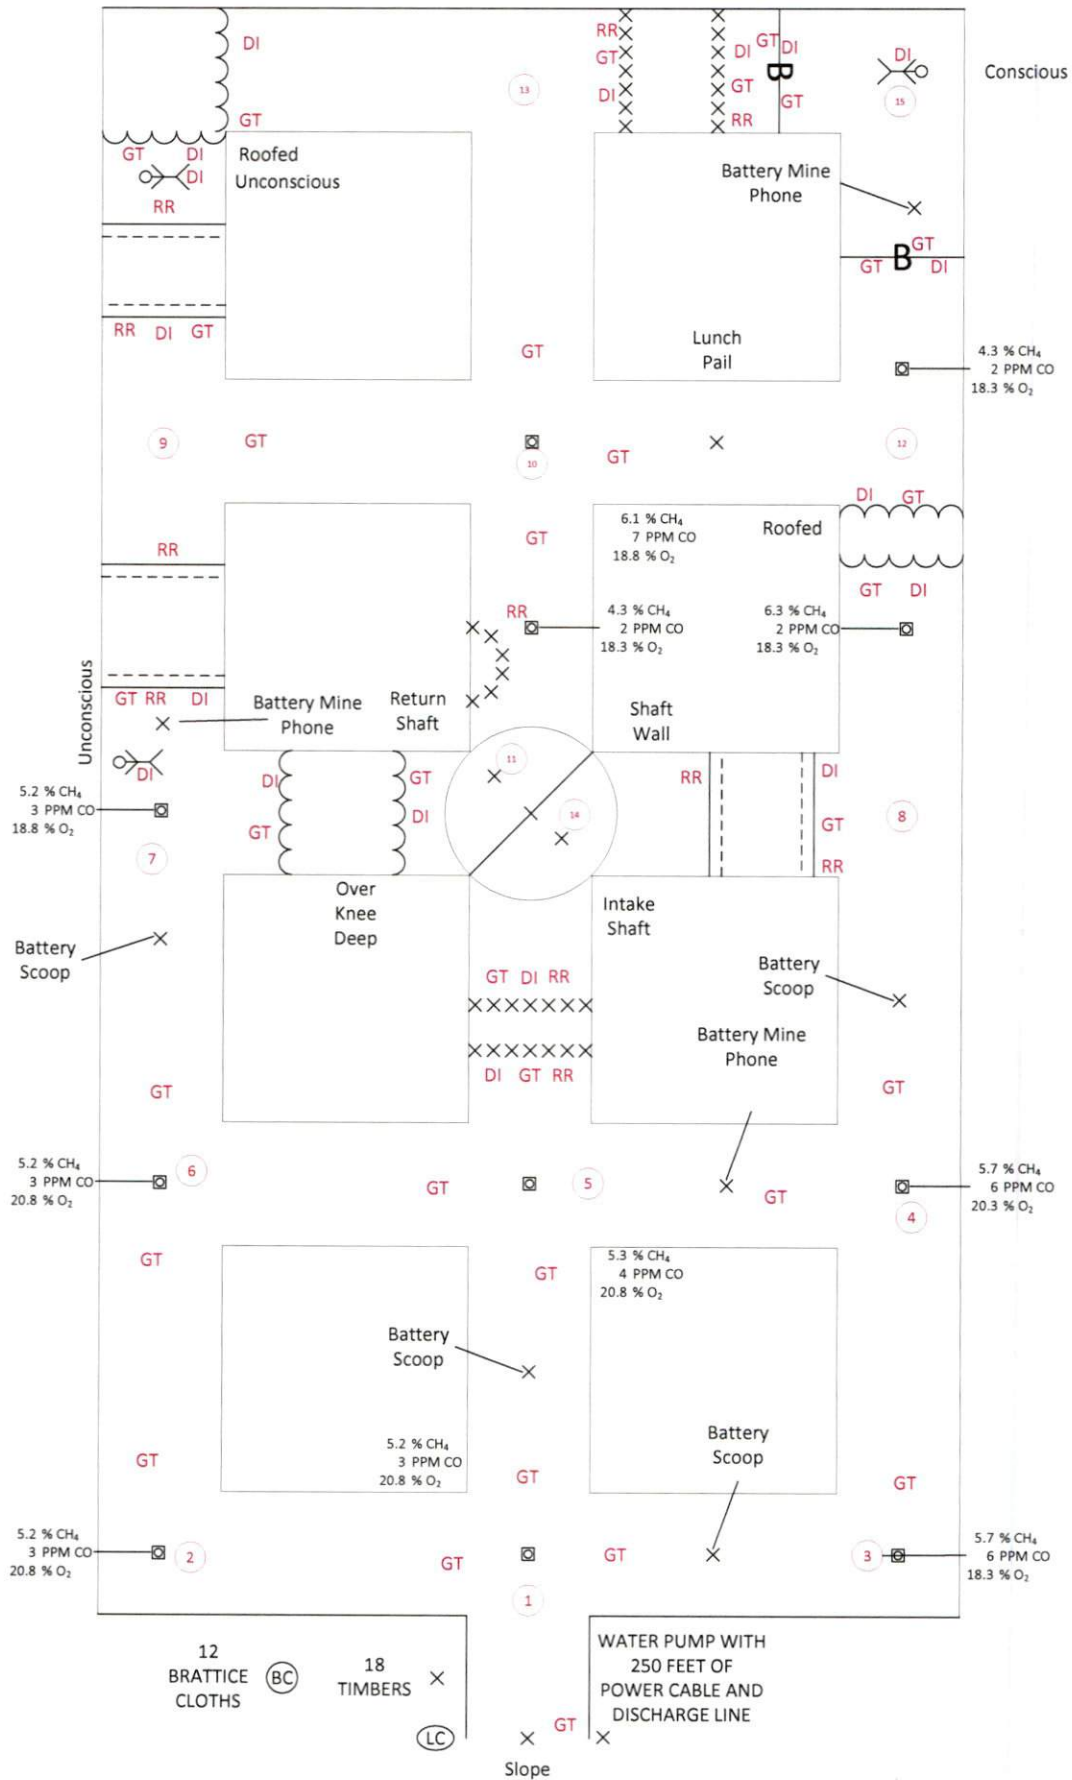 RR
DI
GT
DI
GT
DI
GT
DI
B
GT
GT
RR
DI
Conscious
13
15
GT
GT
DI
Roofed
Unconscious
DI
RR
Battery Mine
Phone
GT
GT
B
DI
RR
DI
GT
GT
Lunch
Pail
4.3 % CH₄
2 PPM CO
18.3 % O₂
9
GT
10
GT
12
DI
GT
RR
GT
6.1 % CH₄
7 PPM CO
18.8 % O₂
Roofed
GT
DI
RR
4.3 % CH₄
2 PPM CO
18.3 % O₂
6.3 % CH₄
2 PPM CO
18.3 % O₂
GT
RR
DI
Unconscious
Battery Mine
Phone
Return
Shaft
Shaft
Wall
DI
5.2 % CH₄
3 PPM CO
18.8 % O₂
7
DI
GT
GT
DI
11
14
RR
DI
GT
RR
8
Over
Knee
Deep
Intake
Shaft
Battery
Scoop
Battery
Scoop
GT
DI
RR
Battery Mine
Phone
DI
GT
RR
GT
GT
5.2 % CH₄
3 PPM CO
20.8 % O₂
6
GT
5
GT
5.7 % CH₄
6 PPM CO
20.3 % O₂
4
GT
GT
5.3 % CH₄
4 PPM CO
20.8 % O₂
Battery
Scoop
5.2 % CH₄
3 PPM CO
20.8 % O₂
Battery
Scoop
GT
GT
GT
5.2 % CH₄
3 PPM CO
20.8 % O₂
2
GT
GT
3
5.7 % CH₄
6 PPM CO
18.3 % O₂
1
12
BRATTICE
CLOTHS
BC
18
TIMBERS
WATER PUMP WITH
250 FEET OF
POWER CABLE AND
DISCHARGE LINE
LC
GT
Slope